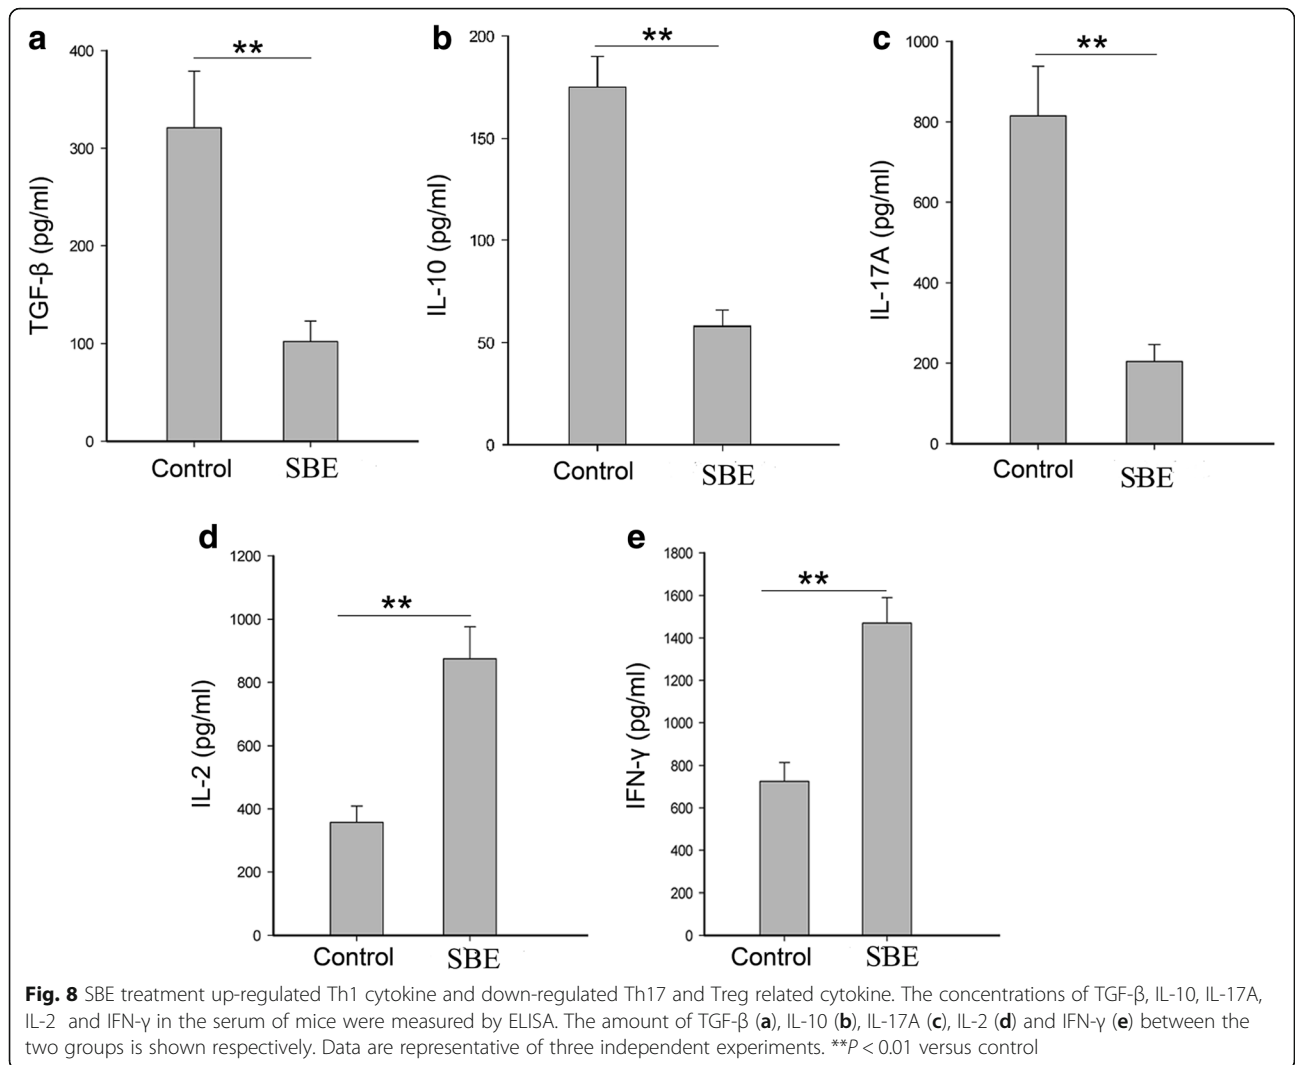 a
**
400
300
200
100
0
TGF-β (pg/ml)
Control
SBE
b
**
200
150
100
50
0
IL-10 (pg/ml)
Control
SBE
c
**
1000
800
600
400
200
0
IL-17A (pg/ml)
Control
SBE
d
**
1200
1000
800
600
400
200
0
IL-2 (pg/ml)
Control
SBE
e
**
1800
1600
1400
1200
1000
800
600
400
200
0
IFN-γ (pg/ml)
Control
SBE
Fig. 8 SBE treatment up-regulated Th1 cytokine and down-regulated Th17 and Treg related cytokine. The concentrations of TGF-β, IL-10, IL-17A,
IL-2 and IFN-γ in the serum of mice were measured by ELISA. The amount of TGF-β (a), IL-10 (b), IL-17A (c), IL-2 (d) and IFN-γ (e) between the
two groups is shown respectively. Data are representative of three independent experiments. **P < 0.01 versus control